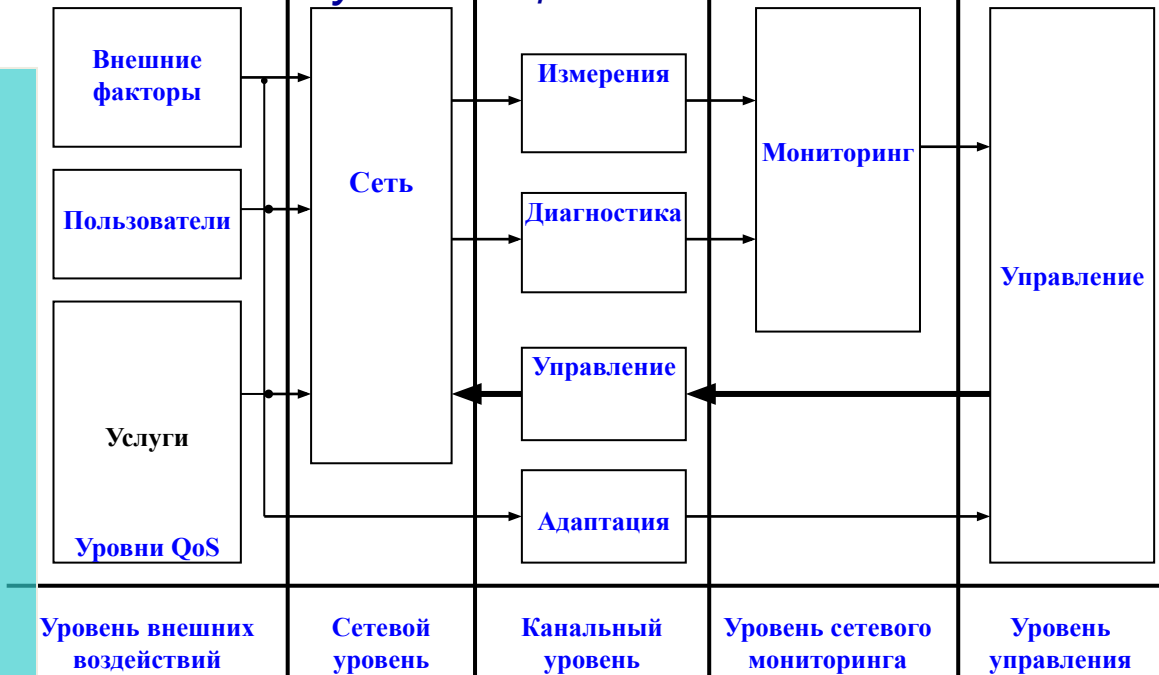 Внешние
факторы
Пользователи
Услуги
Уровни QoS
Сеть
Измерения
Диагностика
Управление
Адаптация
Мониторинг
Управление
Уровень внешних
воздействий
Сетевой
уровень
Канальный
уровень
Уровень сетевого
мониторинга
Уровень
управления